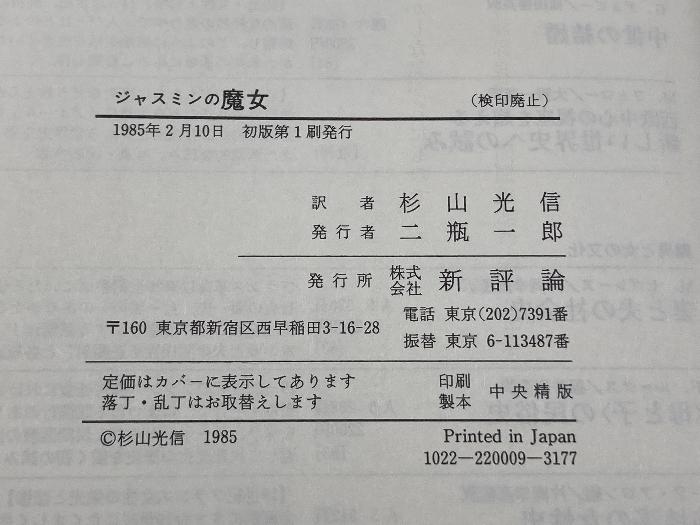 ジャスミンの魔女 （検印廃止）
1985年2月10日 初版第1刷発行
訳者 杉山光信
発行者 二瓶一郎
発行所 株式会社 新評論
〒160 東京都新宿区西早稲田3-16-28
電話 東京(202)7391番
振替 東京 6-113487番
定価はカバーに表示してあります
落丁・乱丁はお取替えします
印刷
製本 中央精版
©杉山光信 1985
Printed in Japan
1022―220009―3177